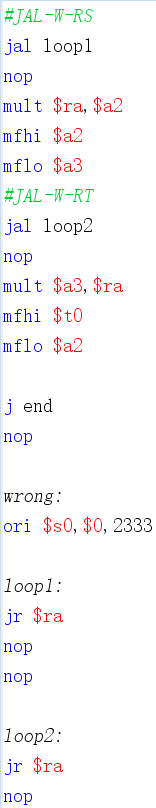 #JAL-W-RS
jal loop1
nop
mult $ra,$a2
mfhi $a2
mflo $a3
#JAL-W-RT
jal loop2
nop
mult $a3,$ra
mfhi $t0
mflo $a2
j end
nop
wrong:
ori $s0,$0,2333
loop1:
jr $ra
nop
nop
loop2:
jr $ra
nop